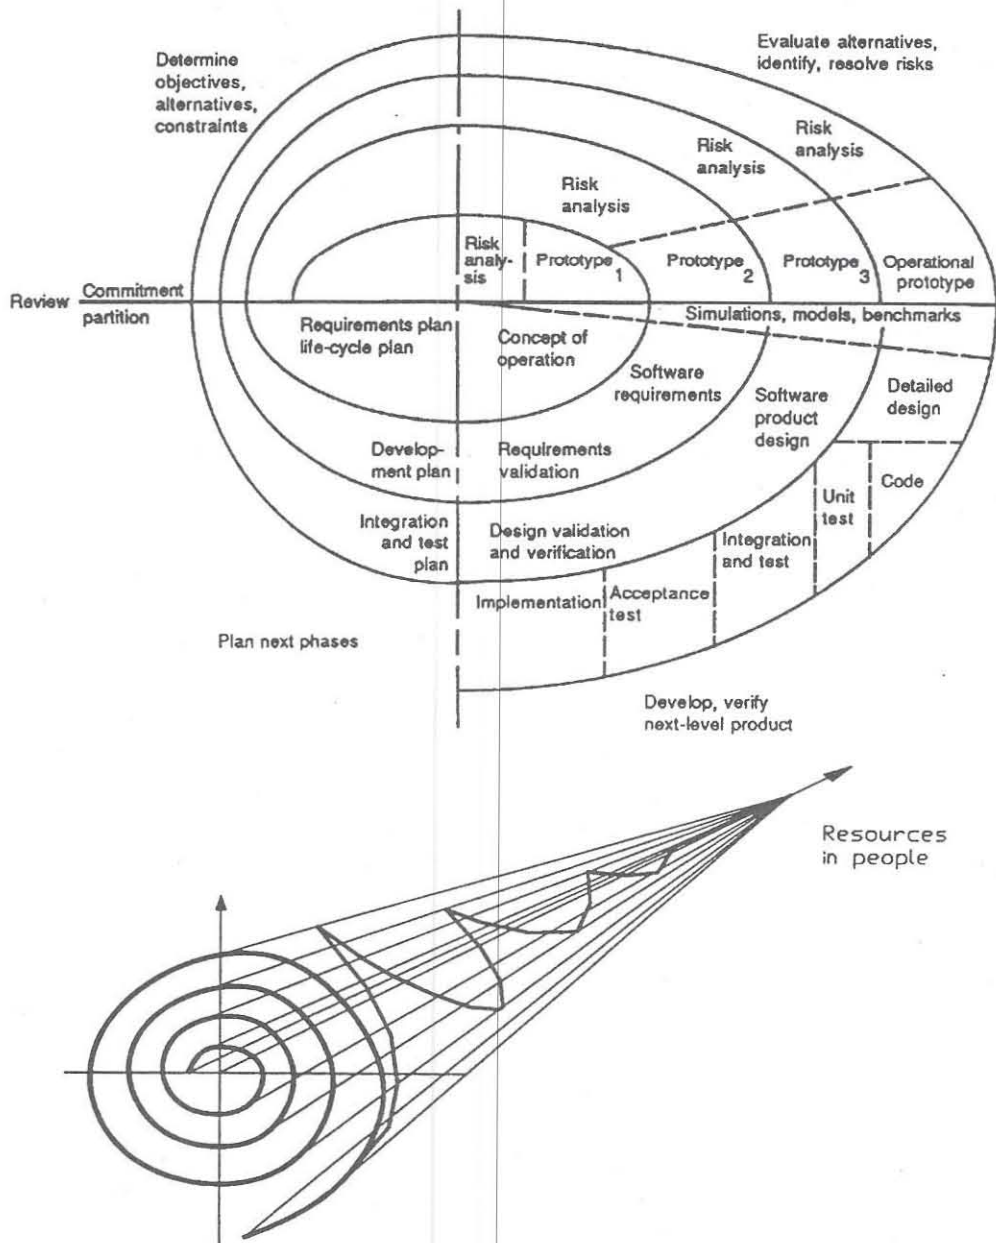 Determine
objectives,
alternatives,
constraints
Evaluate alternatives,
identify, resolve risks
Risk
analysis
Risk
analysis
Risk
analysis
Risk
analy-
sis
Prototype
1
Prototype
2
Prototype
3
Operational
prototype
Review
Commitment
partition
Simulations, models, benchmarks
Requirements plan
life-cycle plan
Concept of
operation
Software
requirements
Software
product
design
Detailed
design
Develop-
ment plan
Requirements
validation
Unit
test
Code
Integration
and test
plan
Design validation
and verification
Integration
and test
Implementation
Acceptance
test
Plan next phases
Develop, verify
next-level product
Resources
in people